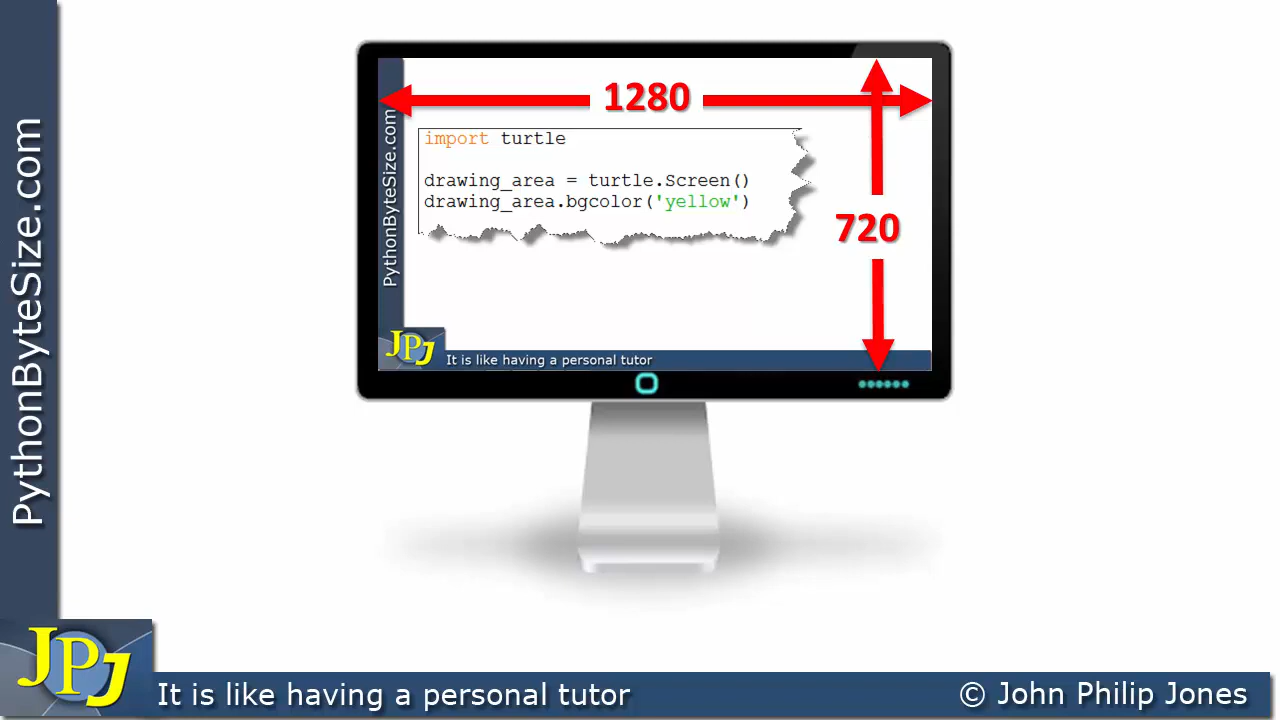 PythonByteSize.com
1280
720
PythonByteSize.com
import turtle
drawing_area = turtle.Screen()
drawing_area.bgcolor('yellow')
JPJ
It is like having a personal tutor
JPJ
It is like having a personal tutor
© John Philip Jones